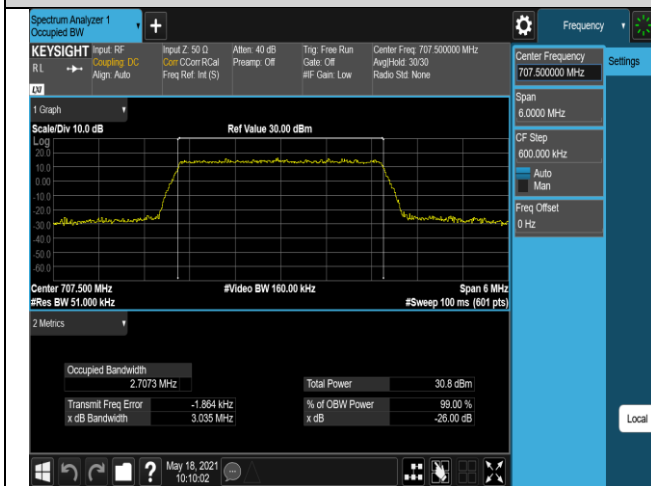 Spectrum Analyzer 1
Occupied BW
+
Frequency
KEYSIGHT
RL
LXI
Input: RF
Coupling: DC
Align: Auto
Input Z: 50 Ω
Corr CCorr RCal
Freq Ref: Int (S)
Atten: 40 dB
Preamp: Off
Trig: Free Run
Gate: Off
#IF Gain: Low
Center Freq: 707.500000 MHz
Avg|Hold: 30/30
Radio Std: None
Center Frequency
707.500000 MHz
Settings
Span
6.0000 MHz
CF Step
600.000 kHz
Auto
Man
Freq Offset
0 Hz
1 Graph
Scale/Div 10.0 dB
Ref Value 30.00 dBm
Log
20.0
10.0
0.00
-10.0
-20.0
-30.0
-40.0
-50.0
-60.0
Center 707.500 MHz
#Video BW 160.00 kHz
Span 6 MHz
#Res BW 51.000 kHz
#Sweep 100 ms (601 pts)
2 Metrics
Occupied Bandwidth
2.7073 MHz
Total Power
30.8 dBm
Transmit Freq Error
-1.864 kHz
% of OBW Power
99.00 %
x dB Bandwidth
3.035 MHz
x dB
-26.00 dB
Local
?
May 18, 2021
10:10:02